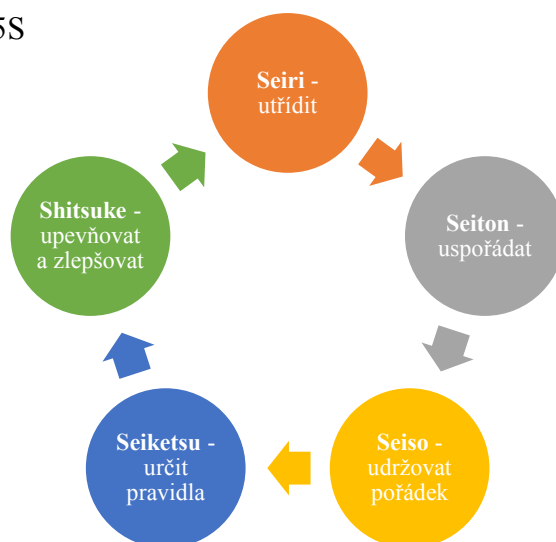 5S
Seiri -
utřídit
Seiton -
uspořádat
Seiso -
udržovat
pořádek
Seiketsu -
určit
pravidla
Shitsuke -
upevňovat
a zlepšovat